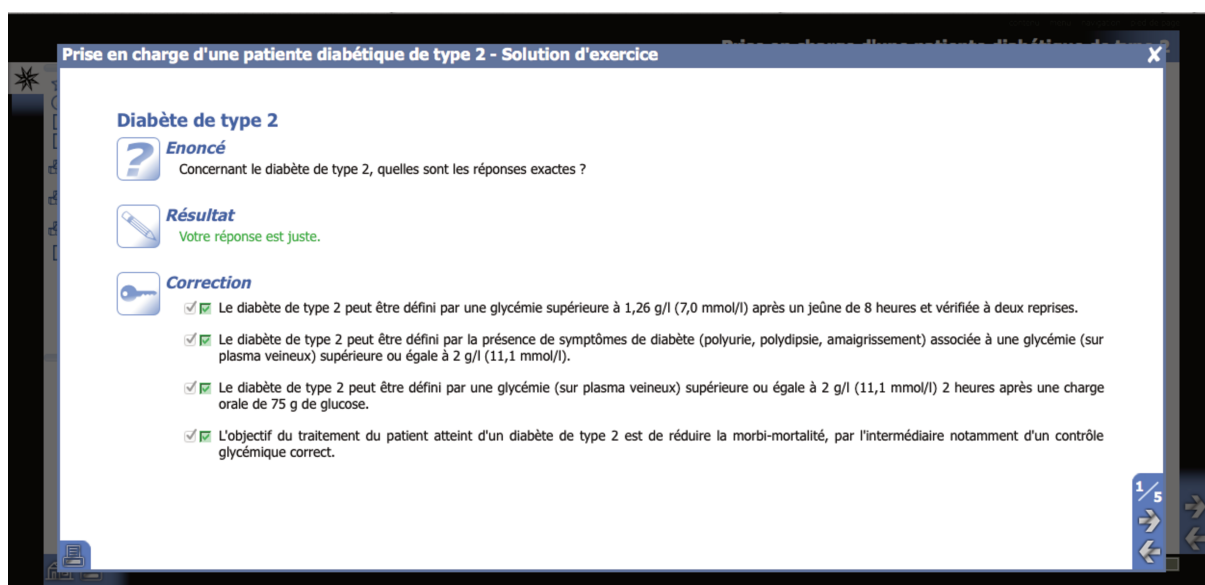 Prise en charge d'une patiente diabétique de type 2 - Solution d'exercice
Diabète de type 2
Enoncé
Concernant le diabète de type 2, quelles sont les réponses exactes ?
Résultat
Votre réponse est juste.
Correction
Le diabète de type 2 peut être défini par une glycémie supérieure à 1,26 g/l (7,0 mmol/l) après un jeûne de 8 heures et vérifiée à deux reprises.
Le diabète de type 2 peut être défini par la présence de symptômes de diabète (polyurie, polydipsie, amaigrissement) associée à une glycémie (sur
plasma veineux) supérieure ou égale à 2 g/l (11,1 mmol/l).
Le diabète de type 2 peut être défini par une glycémie (sur plasma veineux) supérieure ou égale à 2 g/l (11,1 mmol/l) 2 heures après une charge
orale de 75 g de glucose.
L'objectif du traitement du patient atteint d'un diabète de type 2 est de réduire la morbi-mortalité, par l'intermédiaire notamment d'un contrôle
glycémique correct.
1/5